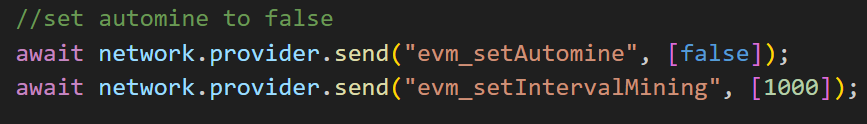 //set automine to false
await network.provider.send("evm_setAutomine", [false]);
await network.provider.send("evm_setIntervalMining", [1000]);